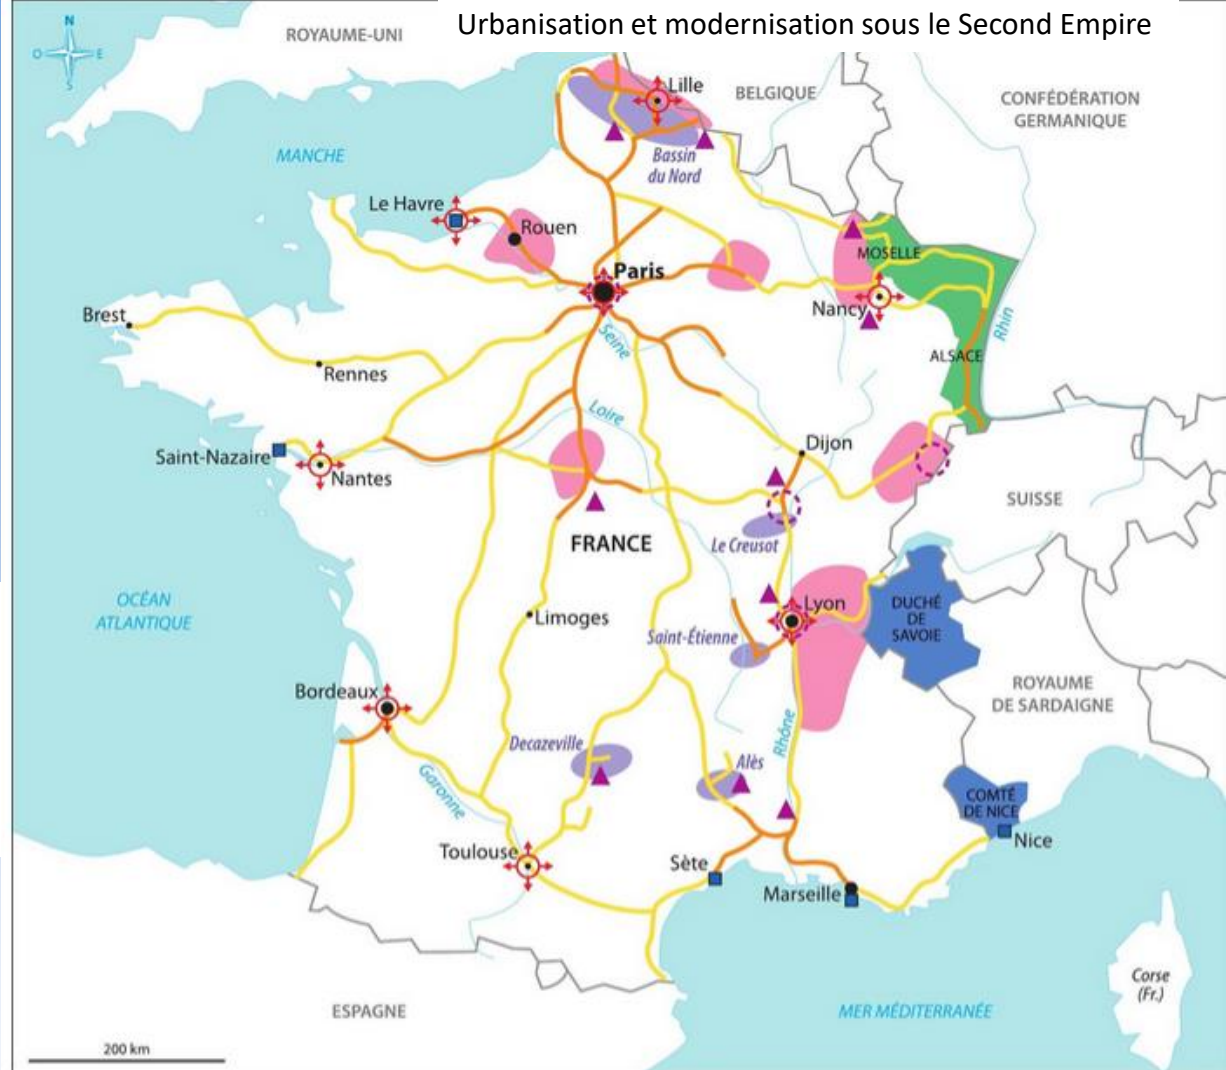 Urbanisation et modernisation sous le Second Empire
N
O
E
S
ROYAUME-UNI
Lille
BELGIQUE
CONFÉDÉRATION
GERMANIQUE
MANCHE
Bassin
du Nord
Le Havre
Rouen
MOSELLE
Paris
Nancy
Brest
Seine
Rhin
ALSACE
Rennes
Loire
Dijon
Saint-Nazaire
Nantes
SUISSE
FRANCE
Le Creusot
OCÉAN
ATLANTIQUE
Limoges
Lyon
DUCHÉ
DE
SAVOIE
Saint-Étienne
ROYAUME
DE SARDAIGNE
Bordeaux
Rhône
Decazeville
Alès
Garonne
COMTÉ
DE NICE
Nice
Toulouse
Sète
Marseille
Corse
(Fr.)
ESPAGNE
MER MÉDITERRANÉE
200 km